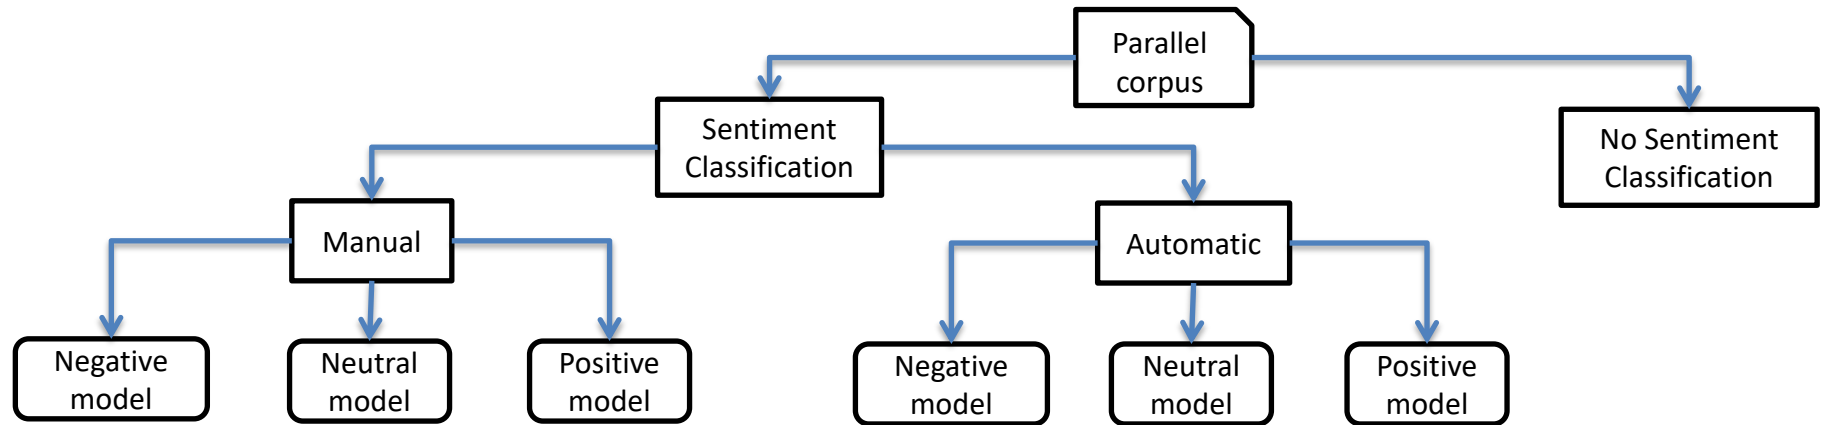 Parallel
corpus
Sentiment
Classification
No Sentiment
Classification
Manual
Automatic
Negative
model
Neutral
model
Positive
model
Negative
model
Neutral
model
Positive
model